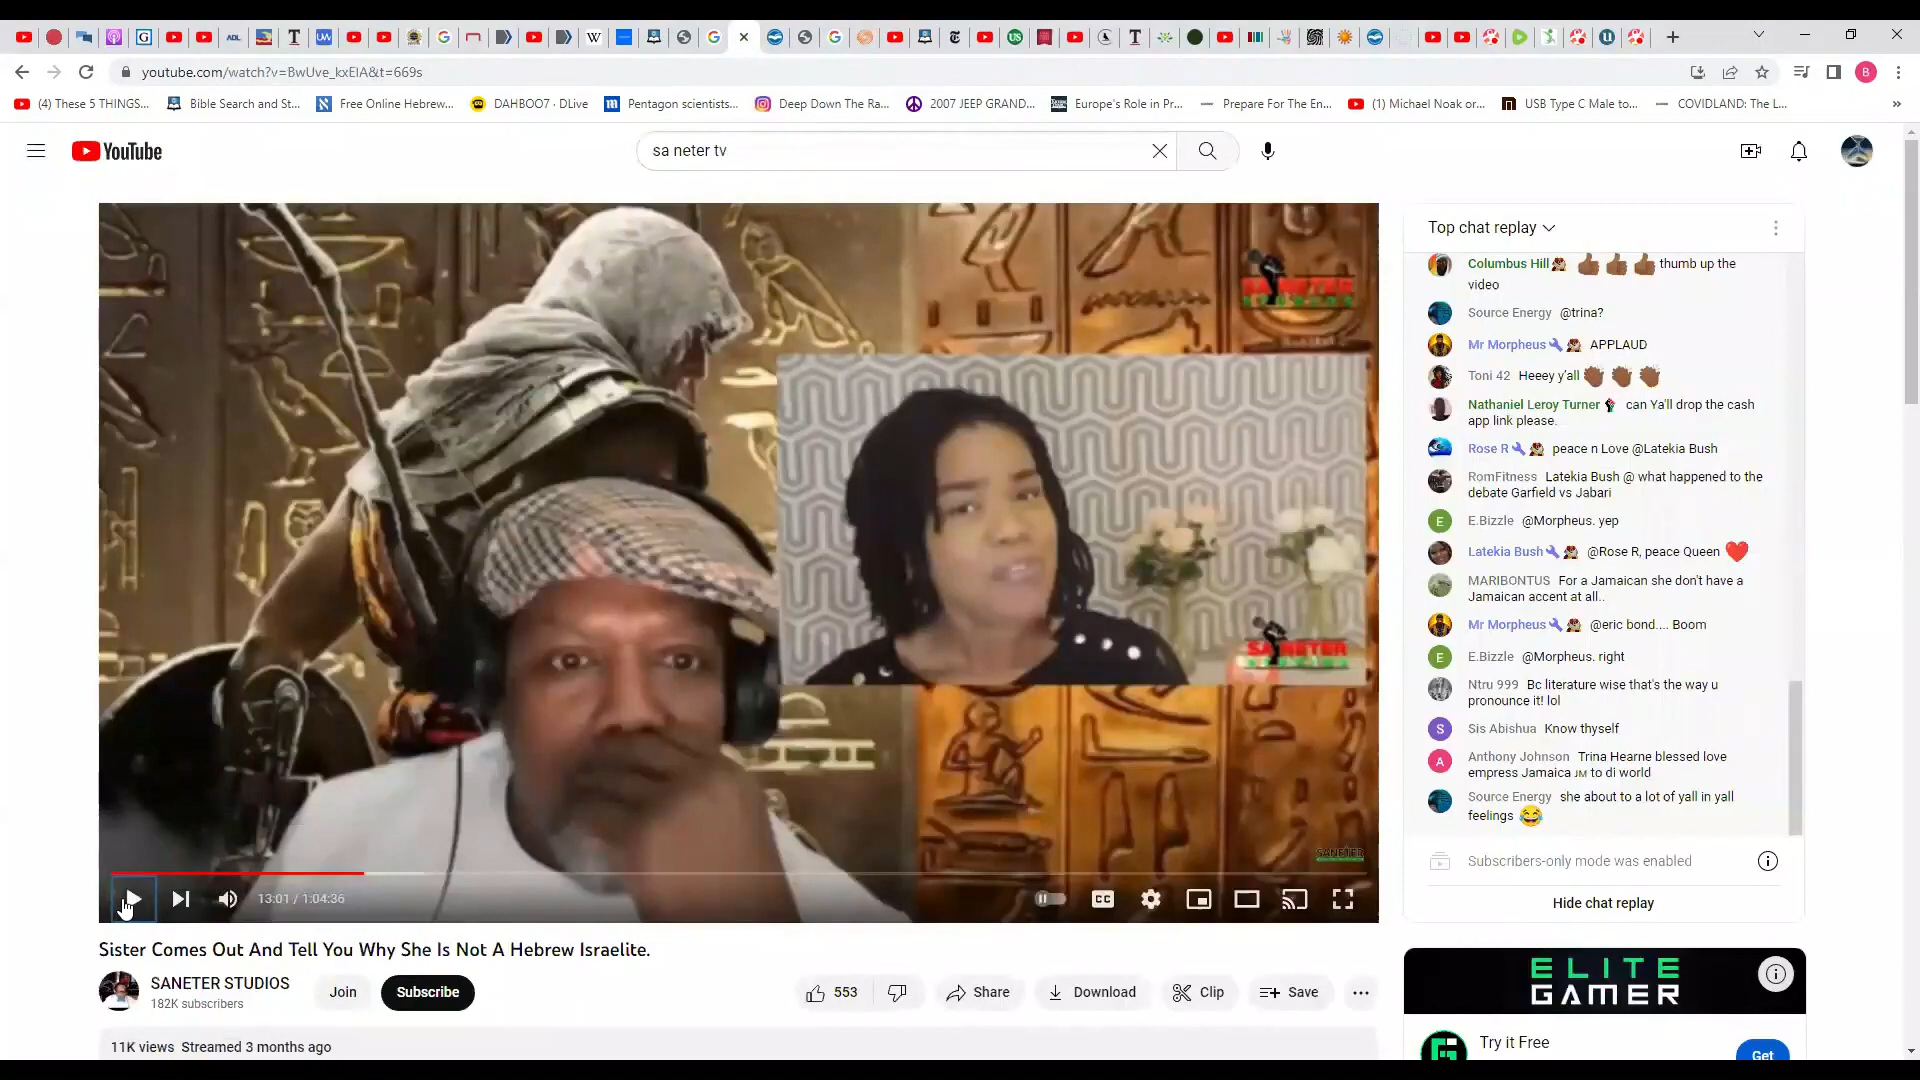 ADL
T
UW
W
T
US
youtube.com/watch?v=BwUve_kxEIA&t=669s
B
(4) These 5 THINGS...
Bible Search and St...
Free Online Hebrew...
DAHBOO7 · DLive
Pentagon scientists...
Deep Down The Ra...
2007 JEEP GRAND...
Europe's Role in Pr...
Prepare For The En...
(1) Michael Noak or...
USB Type C Male to...
COVIDLAND: The L...
YouTube
sa neter tv
SA NETER
STUDIOS
SA NETER
SANETER
13:01 / 1:04:36
CC
Top chat replay
Columbus Hill thumb up the
video
Source Energy @trina?
Mr Morpheus APPLAUD
Toni 42 Heeey y'all
Nathaniel Leroy Turner can Ya'll drop the cash
app link please.
Rose R peace n Love @Latekia Bush
RomFitness Latekia Bush @ what happened to the
debate Garfield vs Jabari
E E.Bizzle @Morpheus. yep
Latekia Bush @Rose R, peace Queen
MARIBONTUS For a Jamaican she don't have a
Jamaican accent at all..
Mr Morpheus @eric bond.... Boom
E E.Bizzle @Morpheus. right
Ntru 999 Bc literature wise that's the way u
pronounce it! lol
S Sis Abishua Know thyself
A Anthony Johnson Trina Hearne blessed love
empress Jamaica JM to di world
Source Energy she about to a lot of yall in yall
feelings
Subscribers-only mode was enabled
Hide chat replay
Sister Comes Out And Tell You Why She Is Not A Hebrew Israelite.
SANETER STUDIOS
182K subscribers
Join
Subscribe
553
Share
Download
Clip
Save
11K views Streamed 3 months ago
ELITE
GAMER
Try it Free
Get